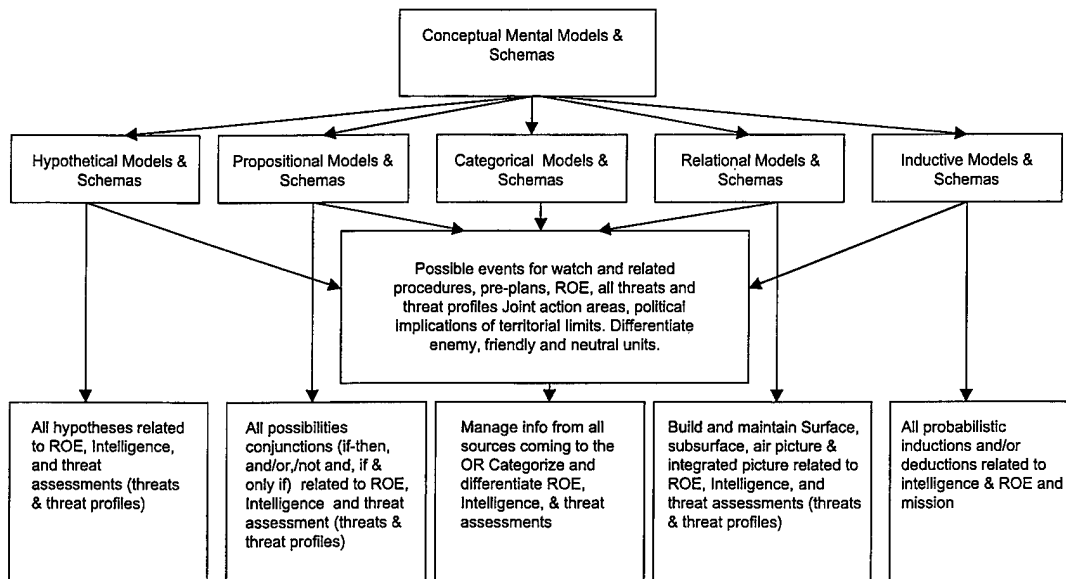 Conceptual Mental Models &
Schemas
Hypothetical Models &
Schemas
Propositional Models &
Schemas
Categorical Models &
Schemas
Relational Models &
Schemas
Inductive Models &
Schemas
Possible events for watch and related
procedures, pre-plans, ROE, all threats and
threat profiles Joint action areas, political
implications of territorial limits. Differentiate
enemy, friendly and neutral units.
All hypotheses related
to ROE, Intelligence,
and threat
assessments (threats
& threat profiles)
All possibilities
conjunctions (if-then,
and/or,/not and, if &
only if) related to ROE,
Intelligence and threat
assessment (threats &
threat profiles)
Manage info from all
sources coming to the
OR Categorize and
differentiate ROE,
Intelligence, & threat
assessments
Build and maintain Surface,
subsurface, air picture &
integrated picture related to
ROE, Intelligence, and
threat assessments (threats
& threat profiles)
All probabilistic
inductions and/or
deductions related to
intelligence & ROE and
mission